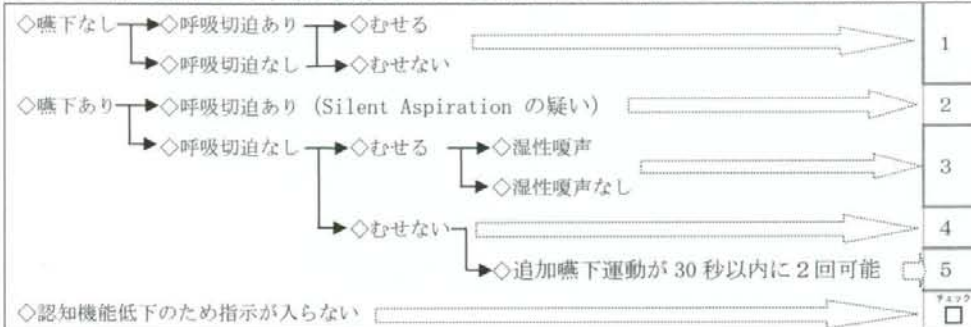 ◇嚥下なし ◇呼吸切迫あり ◇むせる 1
◇呼吸切迫なし ◇むせない
◇嚥下あり ◇呼吸切迫あり (Silent Aspiration の疑い) 2
◇呼吸切迫なし ◇むせる ◇湿性嗄声 3
◇湿性嗄声なし
◇むせない 4
◇追加嚥下運動が 30 秒以内に 2 回可能 5
◇認知機能低下のため指示が入らない チェック □